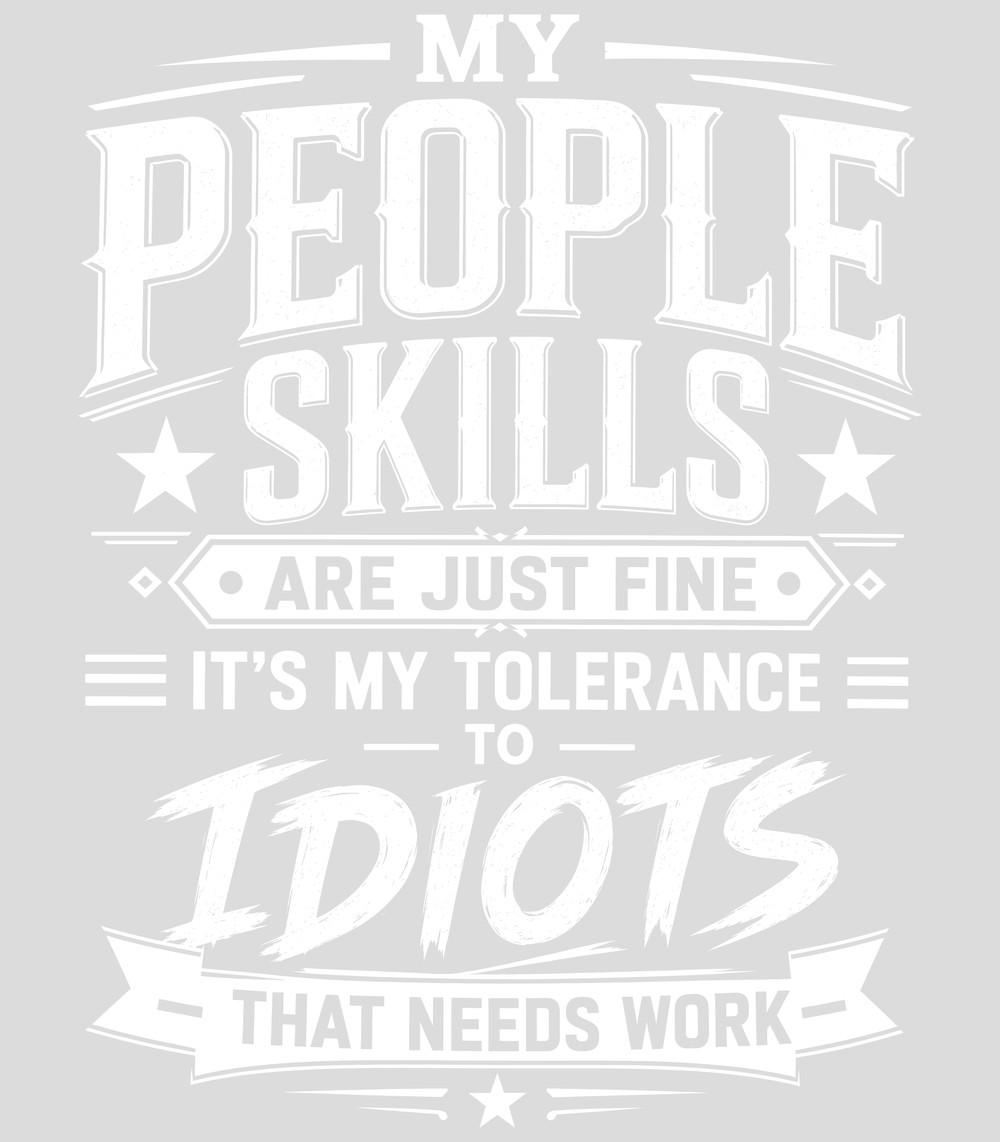 MY
PEOPLE
SKILLS
ARE JUST FINE
IT'S MY TOLERANCE
TO
IDIOTS
THAT NEEDS WORK